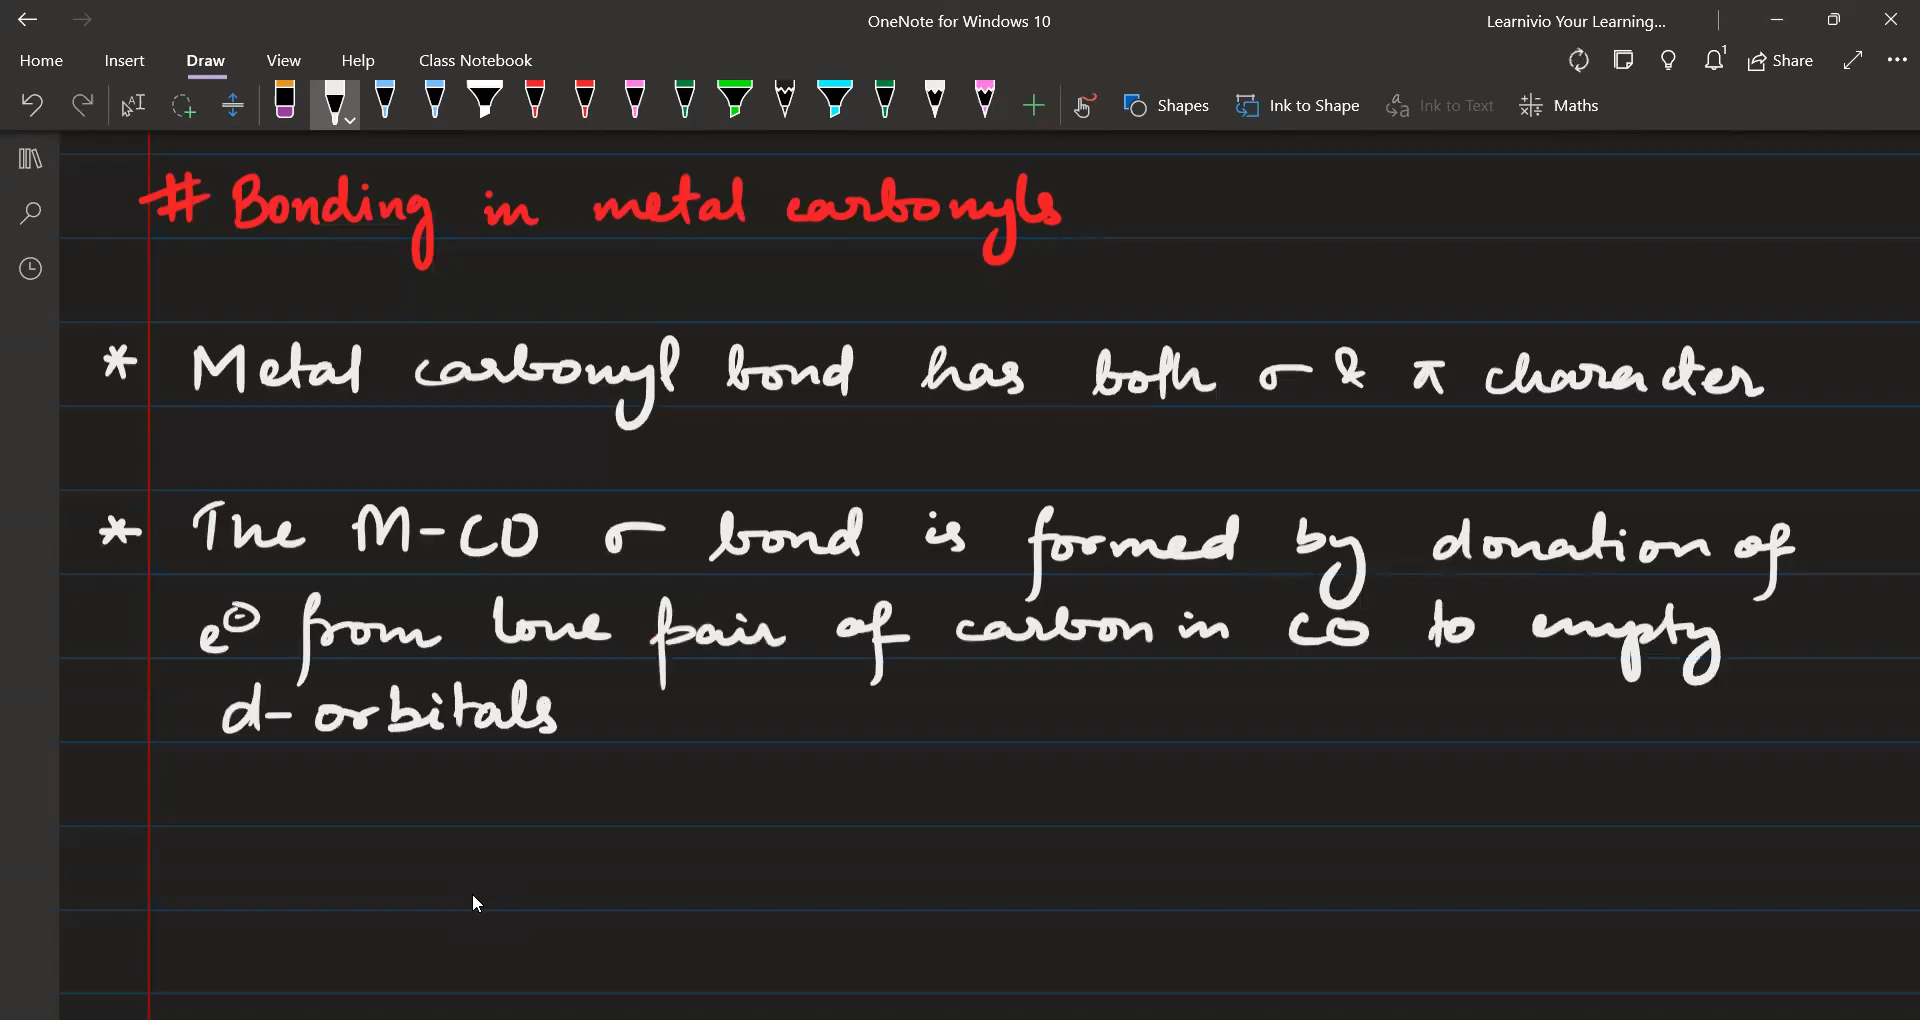 OneNote for Windows 10
Learnivio Your Learning...
Home Insert Draw View Help Class Notebook
1 Share
Shapes Ink to Shape Ink to Text Maths
# Bonding in metal carbonyls
* Metal carbonyl bond has both σ & π character
* The M-CO σ bond is formed by donation of
e⊖ from lone pair of carbon in CO to empty
d-orbitals